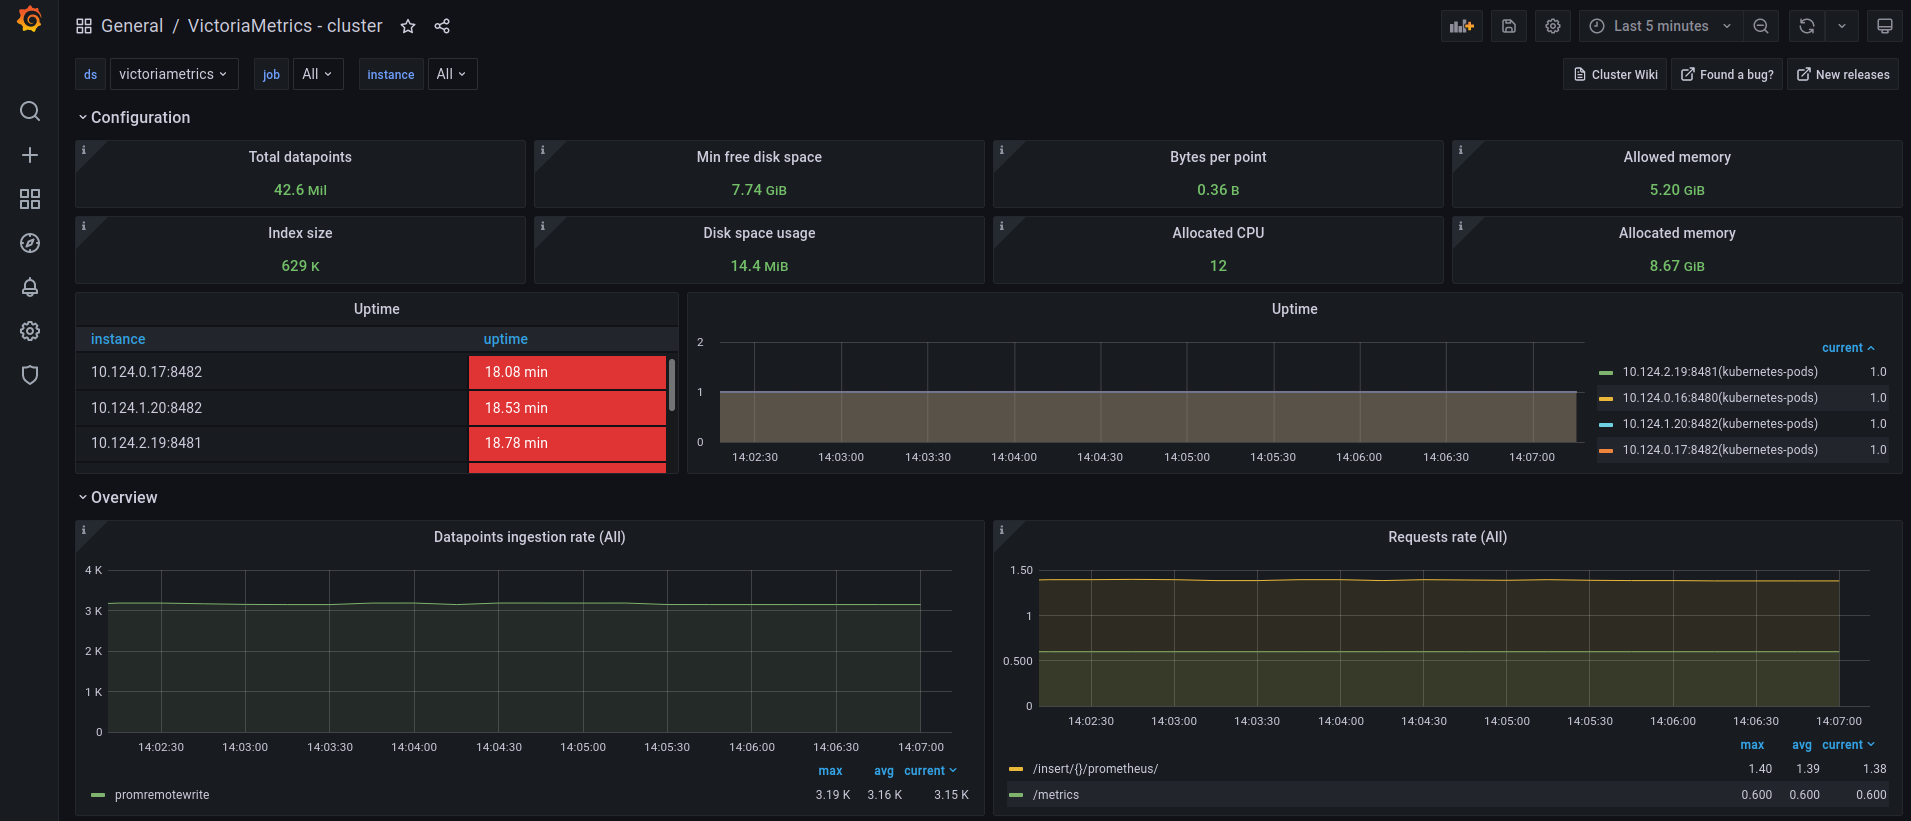 General / VictoriaMetrics - cluster
Last 5 minutes
ds victoriametrics job All instance All
Cluster Wiki Found a bug? New releases
Configuration
Total datapoints
42.6 Mil
Min free disk space
7.74 GiB
Bytes per point
0.36 B
Allowed memory
5.20 GiB
Index size
629 K
Disk space usage
14.4 MiB
Allocated CPU
12
Allocated memory
8.67 GiB
Uptime
instance uptime
10.124.0.17:8482 18.08 min
10.124.1.20:8482 18.53 min
10.124.2.19:8481 18.78 min
Uptime
2
1
0
14:02:30 14:03:00 14:03:30 14:04:00 14:04:30 14:05:00 14:05:30 14:06:00 14:06:30 14:07:00
current
10.124.2.19:8481(kubernetes-pods) 1.0
10.124.0.16:8480(kubernetes-pods) 1.0
10.124.1.20:8482(kubernetes-pods) 1.0
10.124.0.17:8482(kubernetes-pods) 1.0
Overview
Datapoints ingestion rate (All)
4 K
3 K
2 K
1 K
0
14:02:30 14:03:00 14:03:30 14:04:00 14:04:30 14:05:00 14:05:30 14:06:00 14:06:30 14:07:00
max avg current
promremotewrite 3.19 K 3.16 K 3.15 K
Requests rate (All)
1.50
1
0.500
0
14:02:30 14:03:00 14:03:30 14:04:00 14:04:30 14:05:00 14:05:30 14:06:00 14:06:30 14:07:00
max avg current
/insert/{}/prometheus/ 1.40 1.39 1.38
/metrics 0.600 0.600 0.600